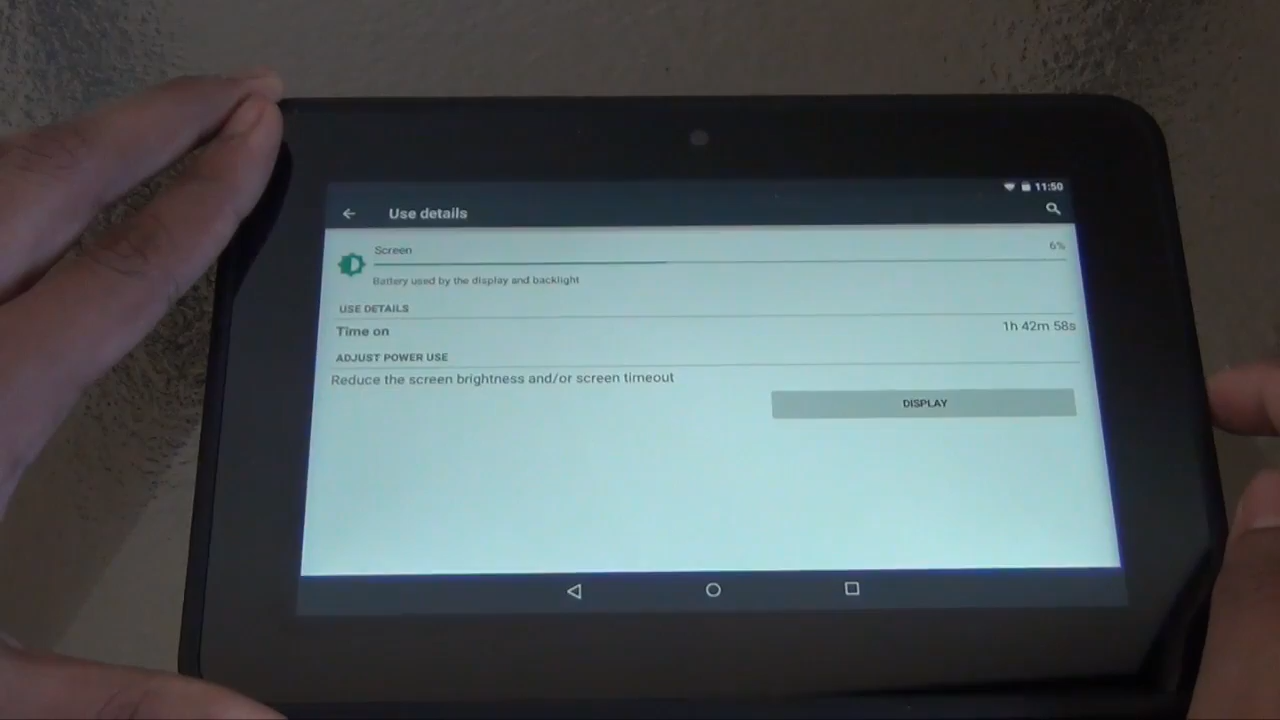 11:50
Use details
Screen 6%
Battery used by the display and backlight
USE DETAILS
Time on 1h 42m 58s
ADJUST POWER USE
Reduce the screen brightness and/or screen timeout
DISPLAY